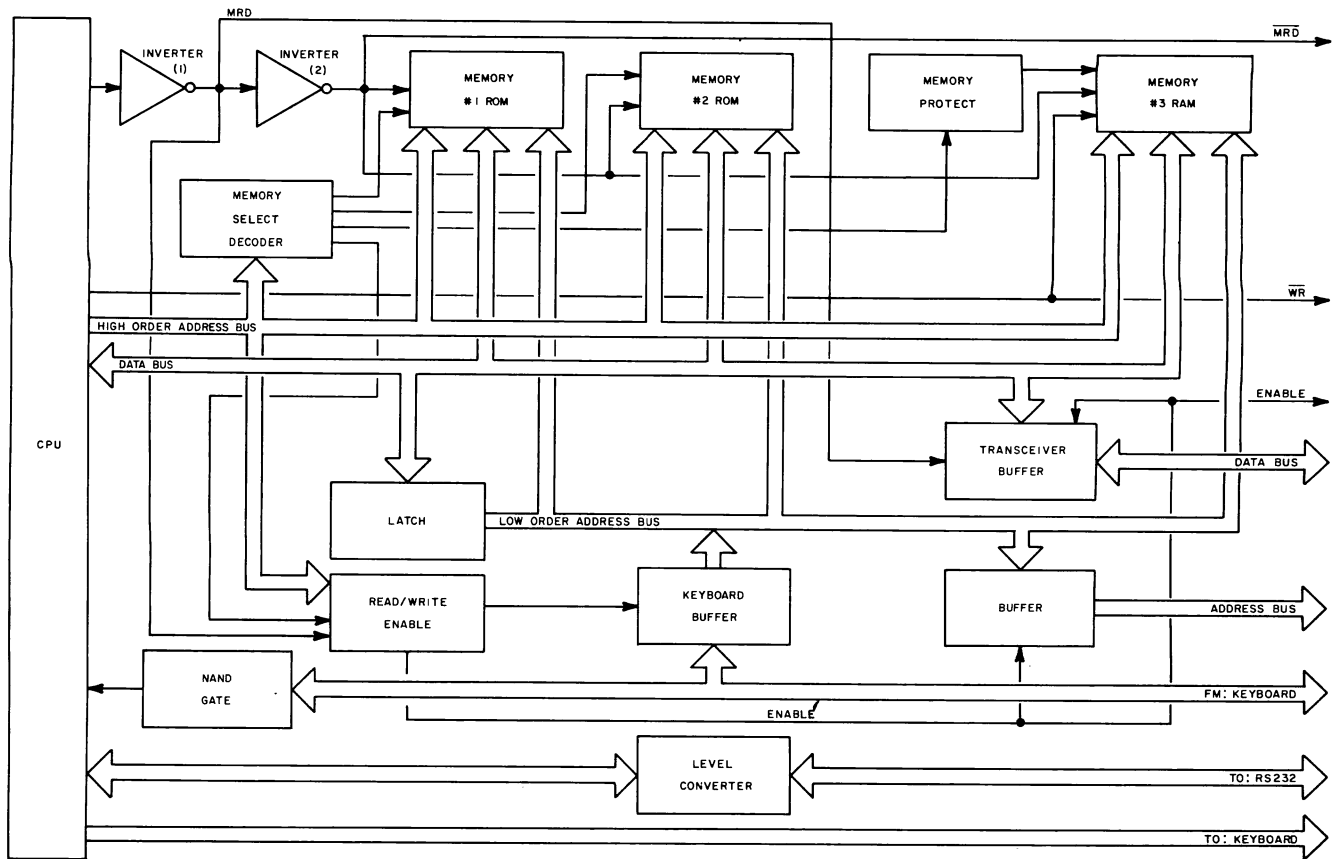 MRD
MRD
INVERTER
(1)
INVERTER
(2)
MEMORY
#1 ROM
MEMORY
#2 ROM
MEMORY
PROTECT
MEMORY
#3 RAM
MEMORY
SELECT
DECODER
WR
HIGH ORDER ADDRESS BUS
DATA BUS
ENABLE
CPU
TRANSCEIVER
BUFFER
DATA BUS
LATCH
LOW ORDER ADDRESS BUS
READ/WRITE
ENABLE
KEYBOARD
BUFFER
BUFFER
ADDRESS BUS
NAND
GATE
FM: KEYBOARD
ENABLE
LEVEL
CONVERTER
TO: RS232
TO: KEYBOARD